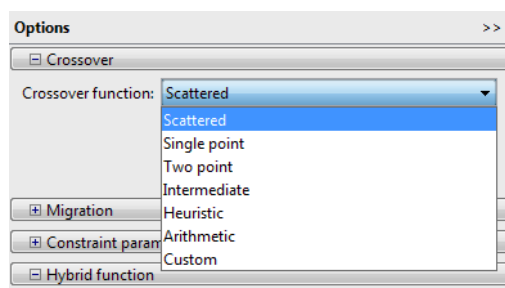 Options >>
Crossover
Crossover function: Scattered
Scattered
Single point
Two point
Intermediate
Migration
Heuristic
Constraint param
Arithmetic
Custom
Hybrid function